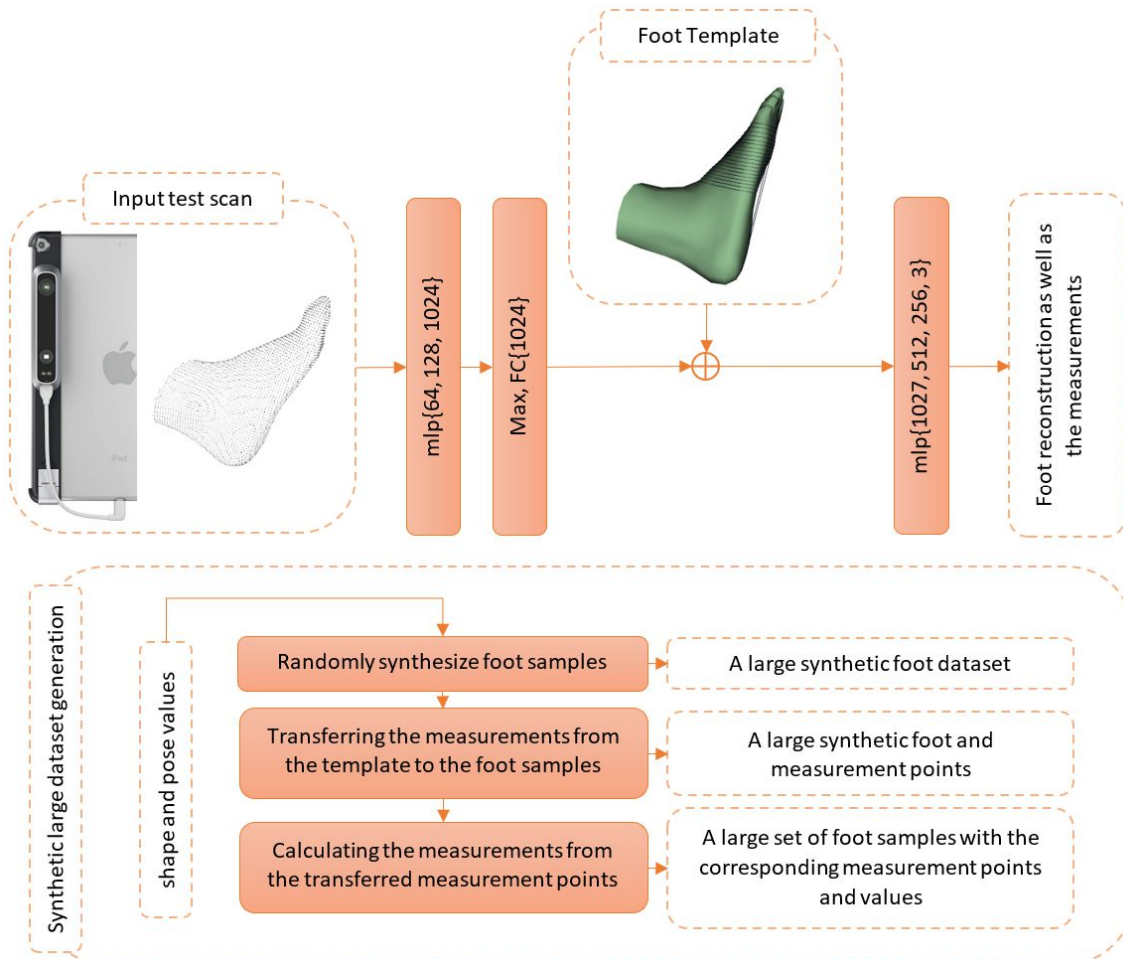 Foot Template
Input test scan
iPad
mlp{64, 128, 1024}
Max, FC{1024}
mlp{1027, 512, 256, 3}
Foot reconstruction as well as
the measurements
Synthetic large dataset generation
shape and pose values
Randomly synthesize foot samples
A large synthetic foot dataset
Transferring the measurements from
the template to the foot samples
A large synthetic foot and
measurement points
Calculating the measurements from
the transferred measurement points
A large set of foot samples with the
corresponding measurement points
and values